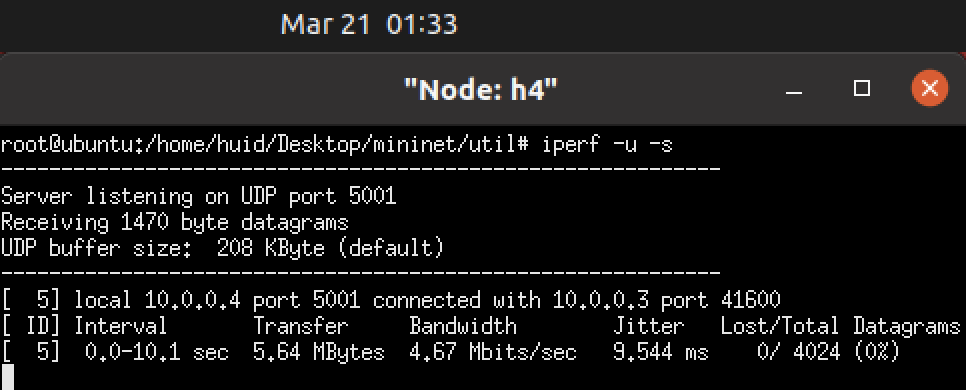 Mar 21 01:33
"Node: h4"
root@ubuntu:/home/huid/Desktop/mininet/util# iperf -u -s
------------------------------------------------------------
Server listening on UDP port 5001
Receiving 1470 byte datagrams
UDP buffer size:  208 KByte (default)
------------------------------------------------------------
[  5] local 10.0.0.4 port 5001 connected with 10.0.0.3 port 41600
[ ID] Interval       Transfer     Bandwidth        Jitter   Lost/Total Datagrams
[  5]  0.0-10.1 sec  5.64 MBytes  4.67 Mbits/sec   9.544 ms    0/ 4024 (0%)